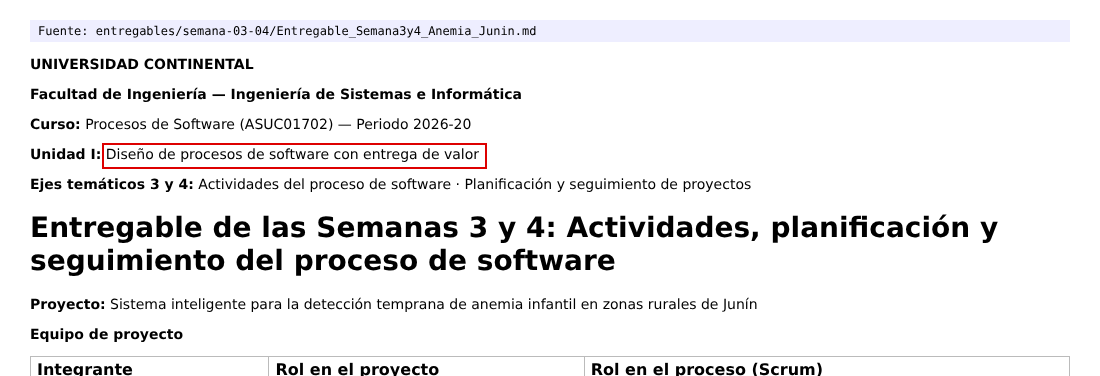 Fuente: entregables/semana-03-04/Entregable_Semana3y4_Anemia_Junin.md
UNIVERSIDAD CONTINENTAL
Facultad de Ingeniería — Ingeniería de Sistemas e Informática
Curso: Procesos de Software (ASUC01702) — Periodo 2026-20
Unidad I: Diseño de procesos de software con entrega de valor
Ejes temáticos 3 y 4: Actividades del proceso de software · Planificación y seguimiento de proyectos
Entregable de las Semanas 3 y 4: Actividades, planificación y
seguimiento del proceso de software
Proyecto: Sistema inteligente para la detección temprana de anemia infantil en zonas rurales de Junín
Equipo de proyecto
Integrante Rol en el proyecto Rol en el proceso (Scrum)